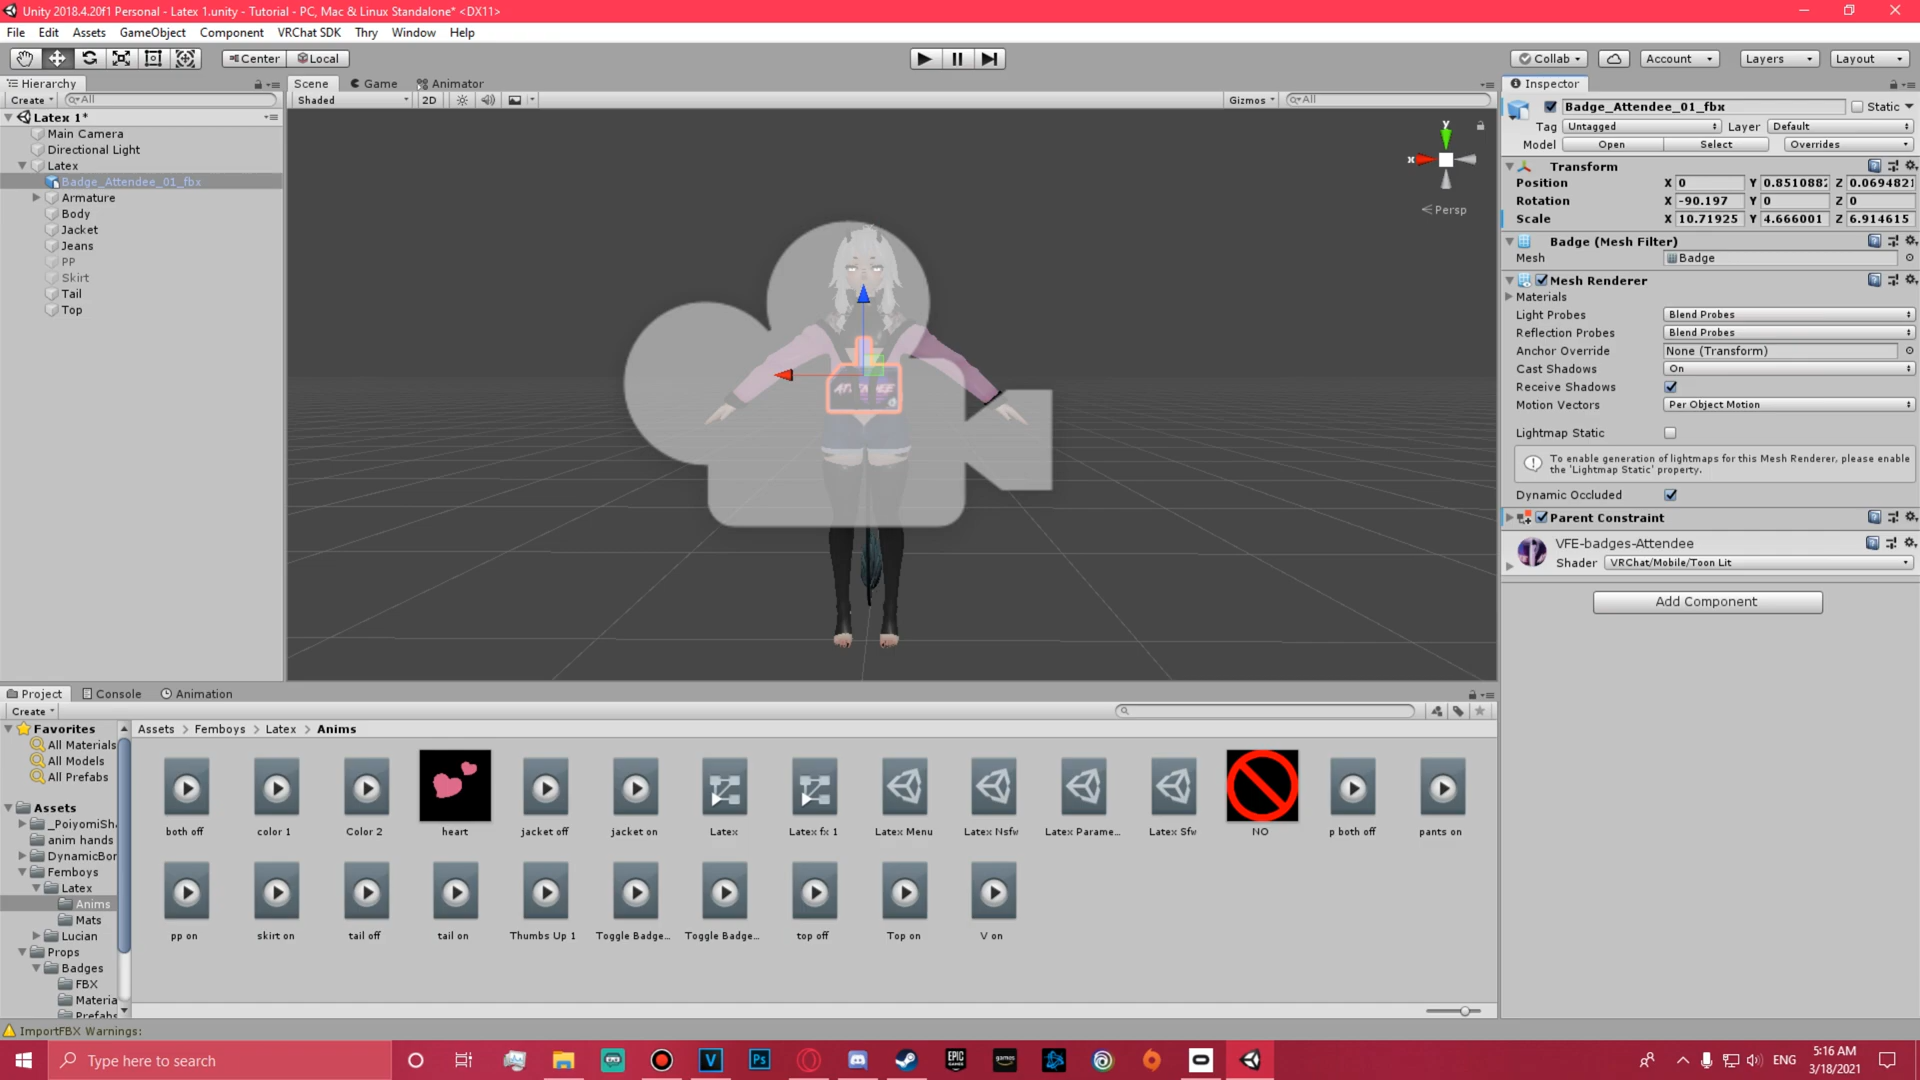 Unity 2018.4.20f1 Personal - Latex 1.unity - Tutorial - PC, Mac & Linux Standalone* <DX11>
File Edit Assets GameObject Component VRChat SDK Thry Window Help
Center Local Collab Account Layers Layout
Hierarchy Scene Game Animator Inspector
Create All Shaded 2D Gizmos All
Latex 1*
Main Camera
Directional Light
Latex
Badge_Attendee_01_fbx
Armature
Body
Jacket
Jeans
PP
Skirt
Tail
Top
y
x
Persp
ATTENDEE
Badge_Attendee_01_fbx Static
Tag Untagged Layer Default
Model Open Select Overrides
Transform
Position X 0 Y 0.8510882 Z 0.0694821
Rotation X -90.197 Y 0 Z 0
Scale X 10.71925 Y 4.666001 Z 6.914615
Badge (Mesh Filter)
Mesh Badge
Mesh Renderer
Materials
Light Probes Blend Probes
Reflection Probes Blend Probes
Anchor Override None (Transform)
Cast Shadows On
Receive Shadows
Motion Vectors Per Object Motion
Lightmap Static
To enable generation of lightmaps for this Mesh Renderer, please enable
the 'Lightmap Static' property.
Dynamic Occluded
Parent Constraint
VFE-badges-Attendee
Shader VRChat/Mobile/Toon Lit
Add Component
Project Console Animation
Create
Favorites
All Materials
All Models
All Prefabs
Assets
_PoiyomiSh
anim hands
DynamicBor
Femboys
Latex
Anims
Mats
Lucian
Props
Badges
FBX
Materia
Prefabs
Assets > Femboys > Latex > Anims
both off color 1 Color 2 heart jacket off jacket on Latex Latex fx 1 Latex Menu Latex Nsfw Latex Parame... Latex Sfw NO p both off pants on
pp on skirt on tail off tail on Thumbs Up 1 Toggle Badge... Toggle Badge... top off Top on V on
ImportFBX Warnings:
Type here to search
V Ps EPIC GAMES games
ENG
5:16 AM
3/18/2021